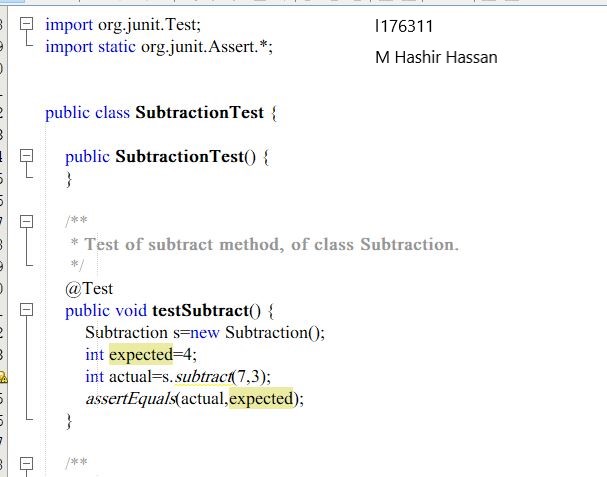 import org.junit.Test;
l176311
import static org.junit.Assert.*;
M Hashir Hassan
public class SubtractionTest {
public SubtractionTest() {
}
/**
* Test of subtract method, of class Subtraction.
*/
@Test
public void testSubtract() {
Subtraction s=new Subtraction();
int expected=4;
int actual=s.subtract(7,3);
assertEquals(actual,expected);
}
/**